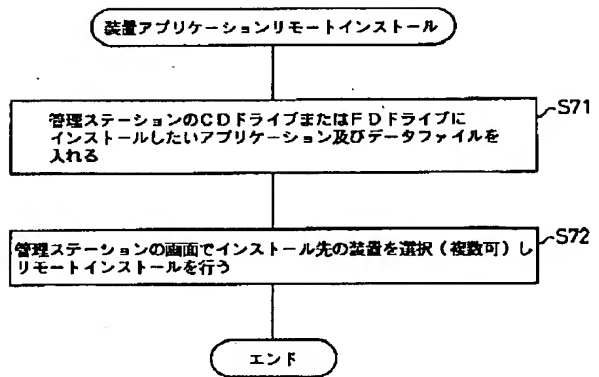 装置アプリケーションリモートインストール
S71
管理ステーションのCDドライブまたはFDドライブに
インストールしたいアプリケーション及びデータファイルを
入れる
S72
管理ステーションの画面でインストール先の装置を選択（複数可）し
リモートインストールを行う
エンド